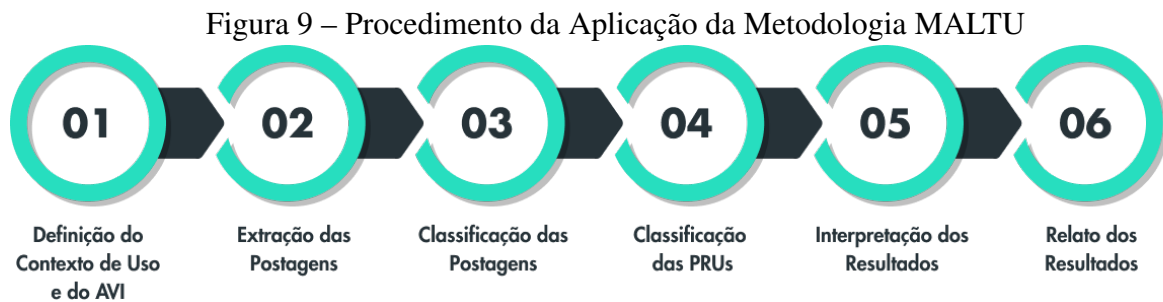 Figura 9 – Procedimento da Aplicação da Metodologia MALTU
01
02
03
04
05
06
Definição do
Contexto de Uso
e do AVI
Extração das
Postagens
Classificação das
Postagens
Classificação
das PRUs
Interpretação dos
Resultados
Relato dos
Resultados